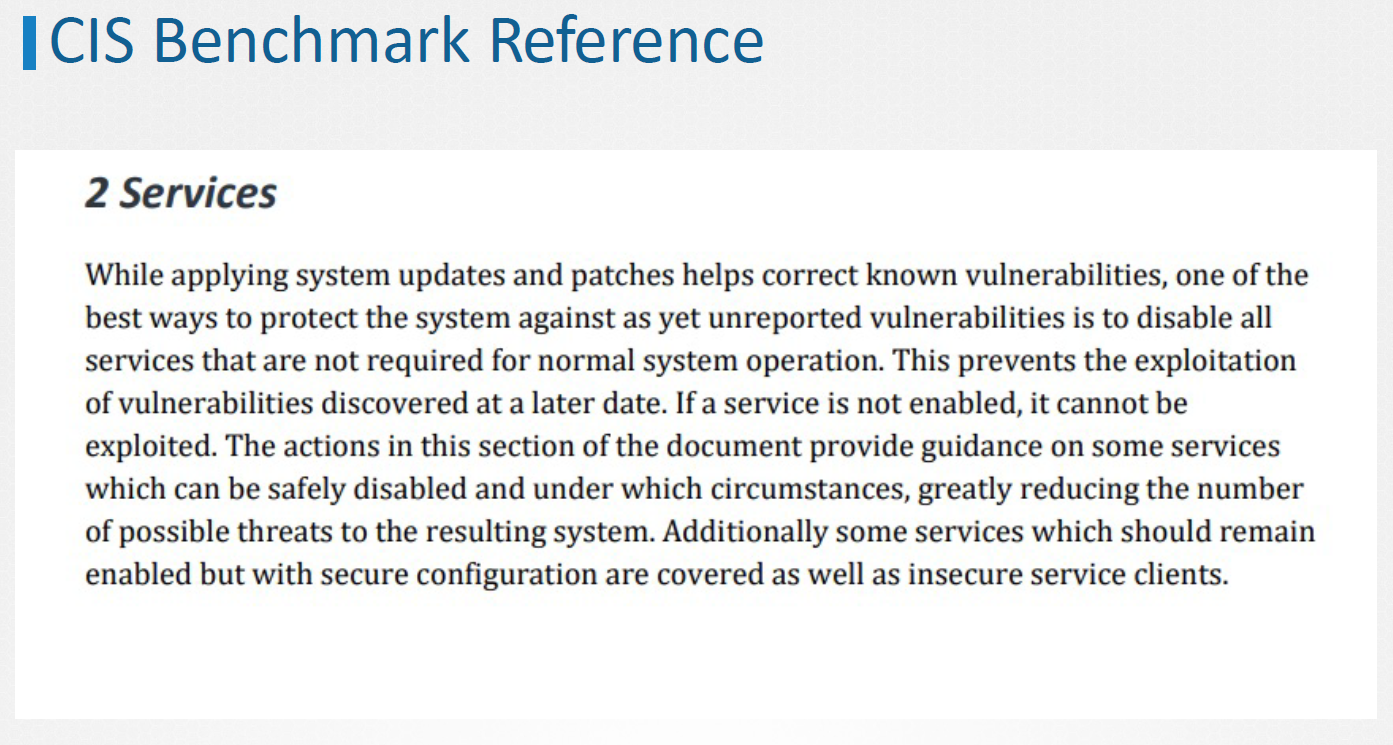 CIS Benchmark Reference
2 Services
While applying system updates and patches helps correct known vulnerabilities, one of the
best ways to protect the system against as yet unreported vulnerabilities is to disable all
services that are not required for normal system operation. This prevents the exploitation
of vulnerabilities discovered at a later date. If a service is not enabled, it cannot be
exploited. The actions in this section of the document provide guidance on some services
which can be safely disabled and under which circumstances, greatly reducing the number
of possible threats to the resulting system. Additionally some services which should remain
enabled but with secure configuration are covered as well as insecure service clients.